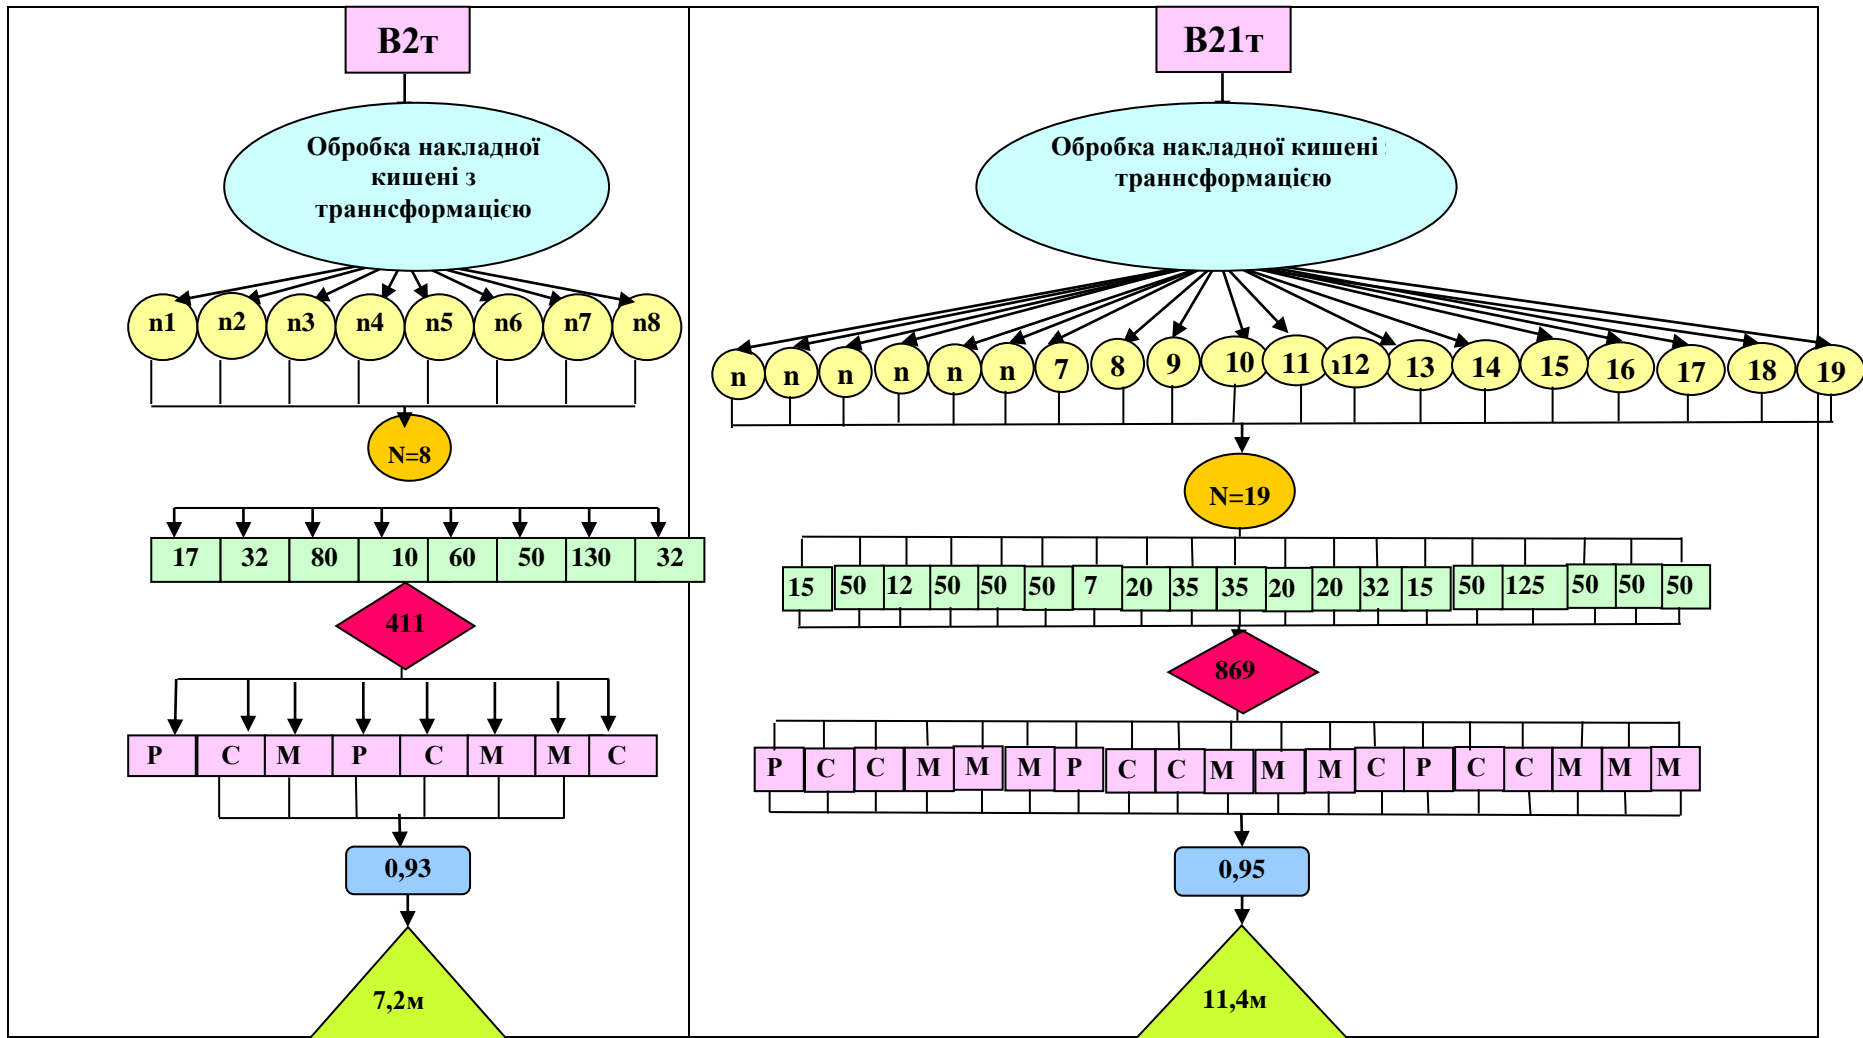 В2т
Обробка накладної
кишені з
траннсформацією
n1 n2 n3 n4 n5 n6 n7 n8
N=8
17 32 80 10 60 50 130 32
411
Р С М Р С М М С
0,93
7,2м
В21т
Обробка накладної кишені
траннсформацією
n n n n n n 7 8 9 10 11 12 13 14 15 16 17 18 19
N=19
15 50 12 50 50 50 7 20 35 35 20 20 32 15 50 125 50 50 50
869
Р С С М М М Р С С М М М С Р С С М М М
0,95
11,4м